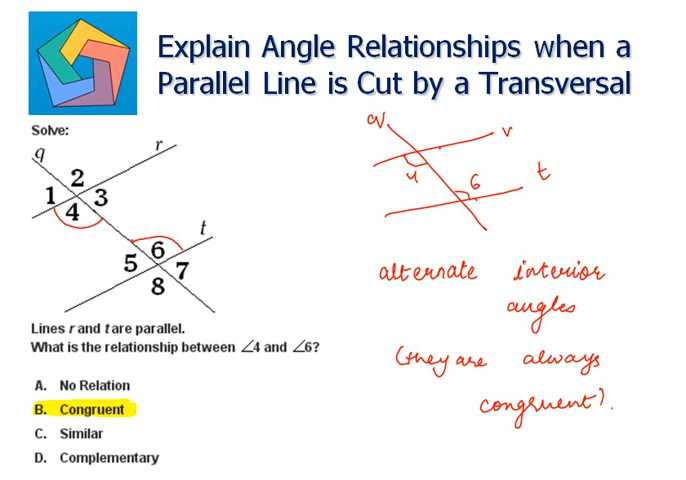 Explain Angle Relationships when a
Parallel Line is Cut by a Transversal
Solve:
q
r
1 2 3
4
t
5 6 7
8
Lines r and t are parallel.
What is the relationship between ∠4 and ∠6?
A. No Relation
B. Congruent
C. Similar
D. Complementary
q
r
4
6
t
alternate interior
angles
(they are always
congruent).